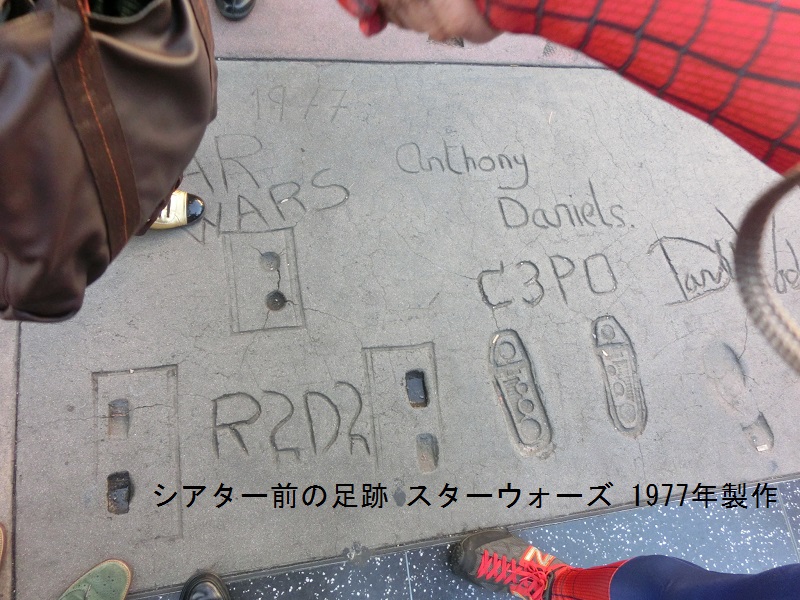 1977
AR
WARS
Anthony
Daniels.
C3PO
R2D2
シアター前の足跡 スターウォーズ 1977年製作
N